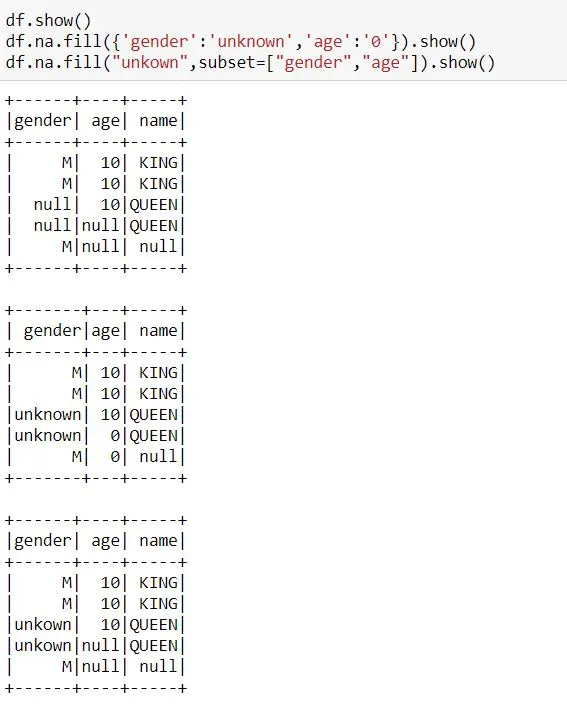 df.show()
df.na.fill({'gender':'unknown','age':'0'}).show()
df.na.fill("unkown",subset=["gender","age"]).show()
+------+----+-----+
|gender| age| name|
+------+----+-----+
|     M|  10| KING|
|     M|  10| KING|
|  null|  10|QUEEN|
|  null|null|QUEEN|
|     M|null| null|
+------+----+-----+
+-------+---+-----+
| gender|age| name|
+-------+---+-----+
|      M| 10| KING|
|      M| 10| KING|
|unknown| 10|QUEEN|
|unknown|  0|QUEEN|
|      M|  0| null|
+-------+---+-----+
+------+----+-----+
|gender| age| name|
+------+----+-----+
|     M|  10| KING|
|     M|  10| KING|
|unkown|  10|QUEEN|
|unkown|null|QUEEN|
|     M|null| null|
+------+----+-----+